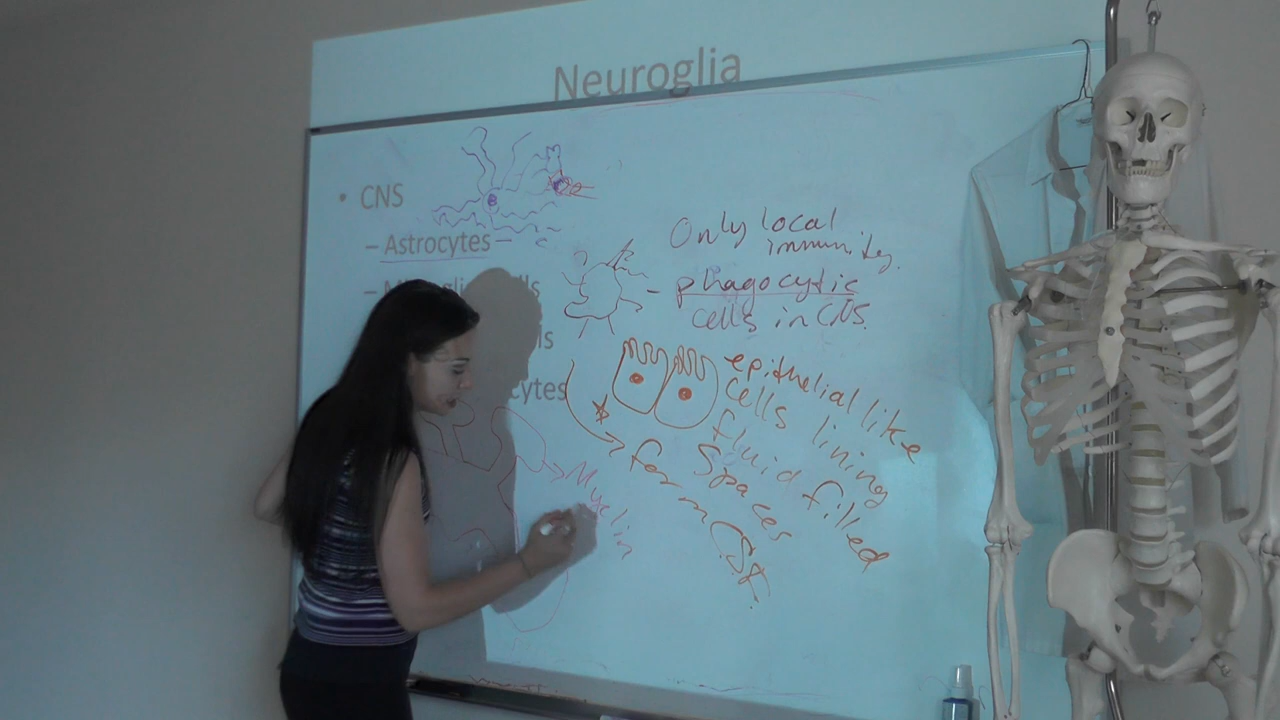 Neuroglia
• CNS
– Astrocytes –
Only local
immunity.
– phagocytic
cells in CNS.
epithelial like
cells lining
fluid filled
spaces
form CSF.
Myelin